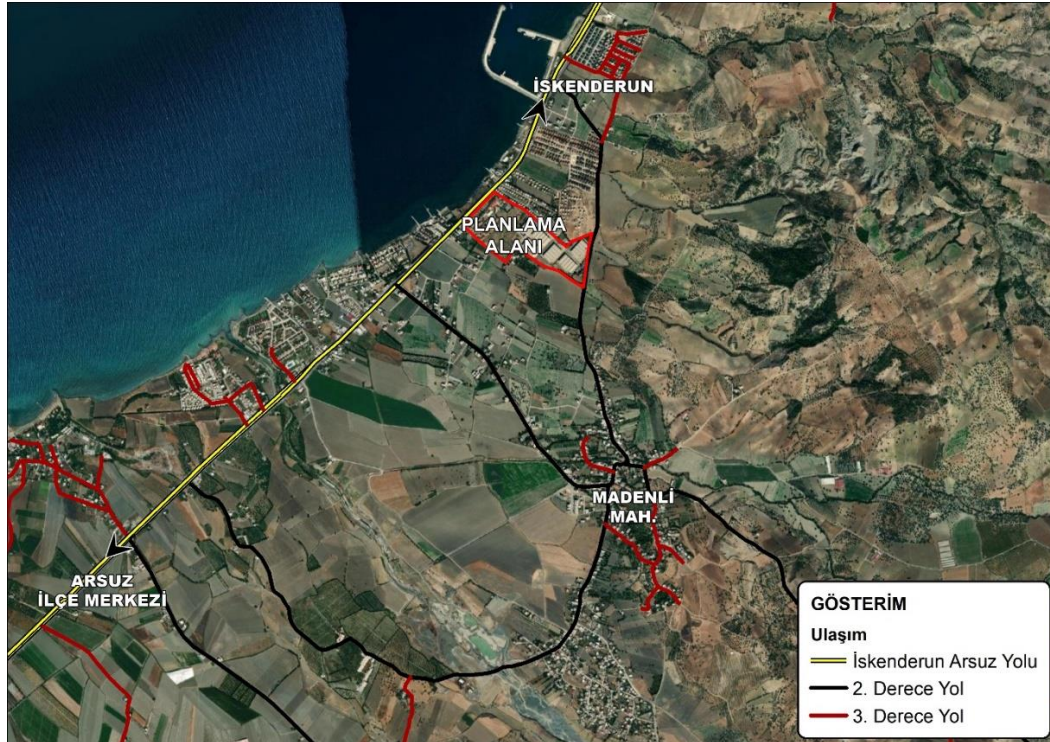 İSKENDERUN
PLANLAMA
ALANI
MADENLİ
MAH.
ARSUZ
İLÇE MERKEZİ
GÖSTERİM
Ulaşım
İskenderun Arsuz Yolu
2. Derece Yol
3. Derece Yol